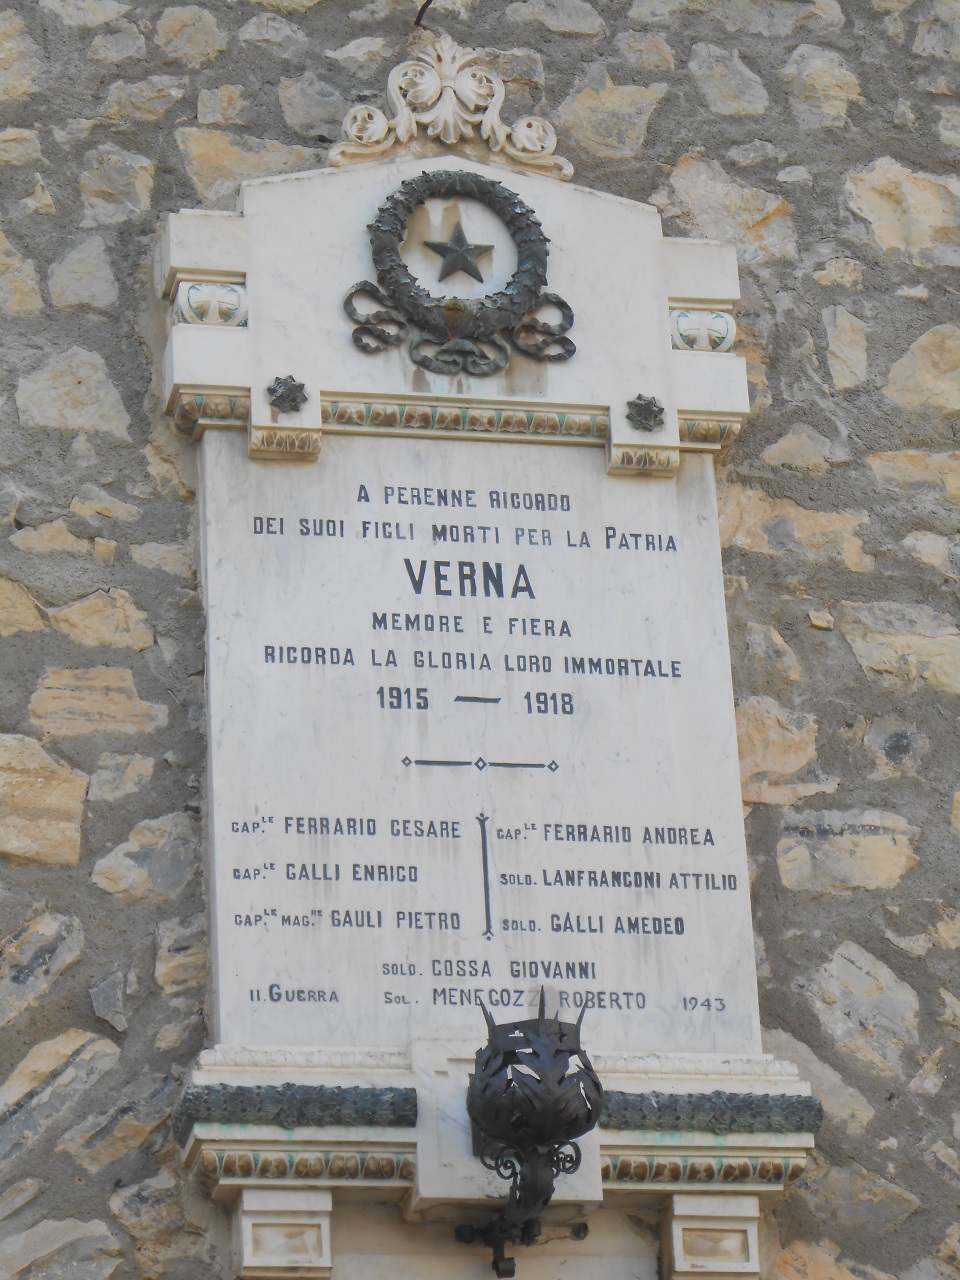 A PERENNE RICORDO
DEI SUOI FIGLI MORTI PER LA PATRIA
VERNA
MEMORE E FIERA
RICORDA LA GLORIA LORO IMMORTALE
1915 — 1918
CAP.LE FERRARIO CESARE
CAP.LE GALLI ENRICO
CAP.LE MAG.RE GAULI PIETRO
CAP.LE FERRARIO ANDREA
SOLD. LANFRANCONI ATTILIO
SOLD. GALLI AMEDEO
SOLD. COSSA GIOVANNI
II. GUERRA SOL. MENEGOZZO ROBERTO 1943